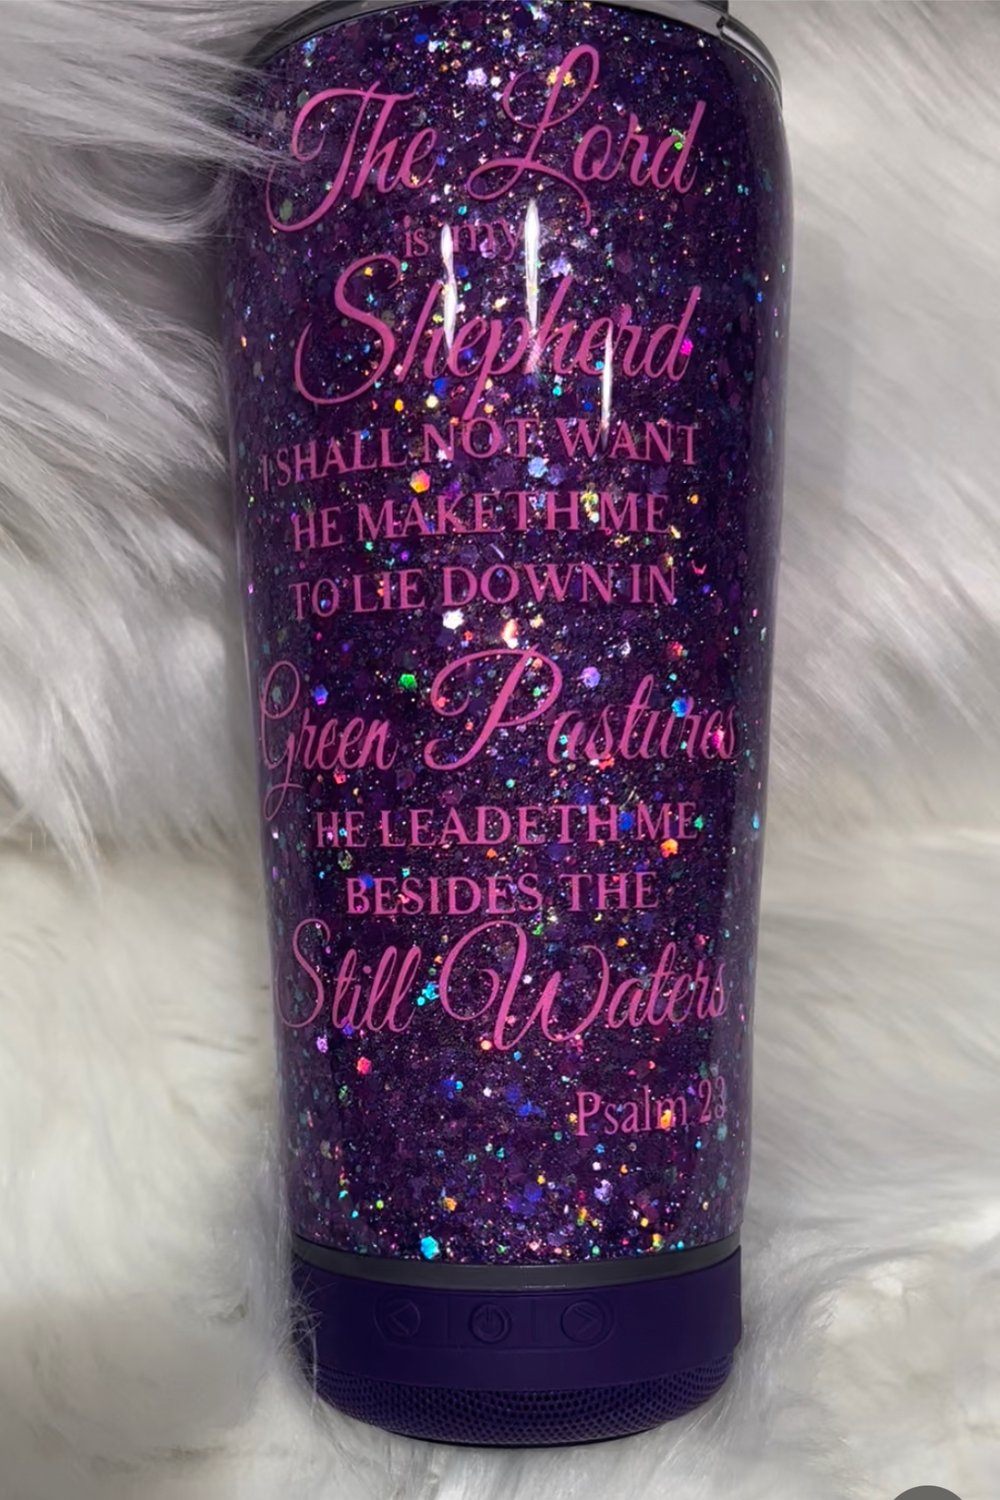 The Lord
is my
Shepherd
I SHALL NOT WANT
HE MAKETH ME
TO LIE DOWN IN
Green Pastures
HE LEADETH ME
BESIDES THE
Still Waters
Psalm 23